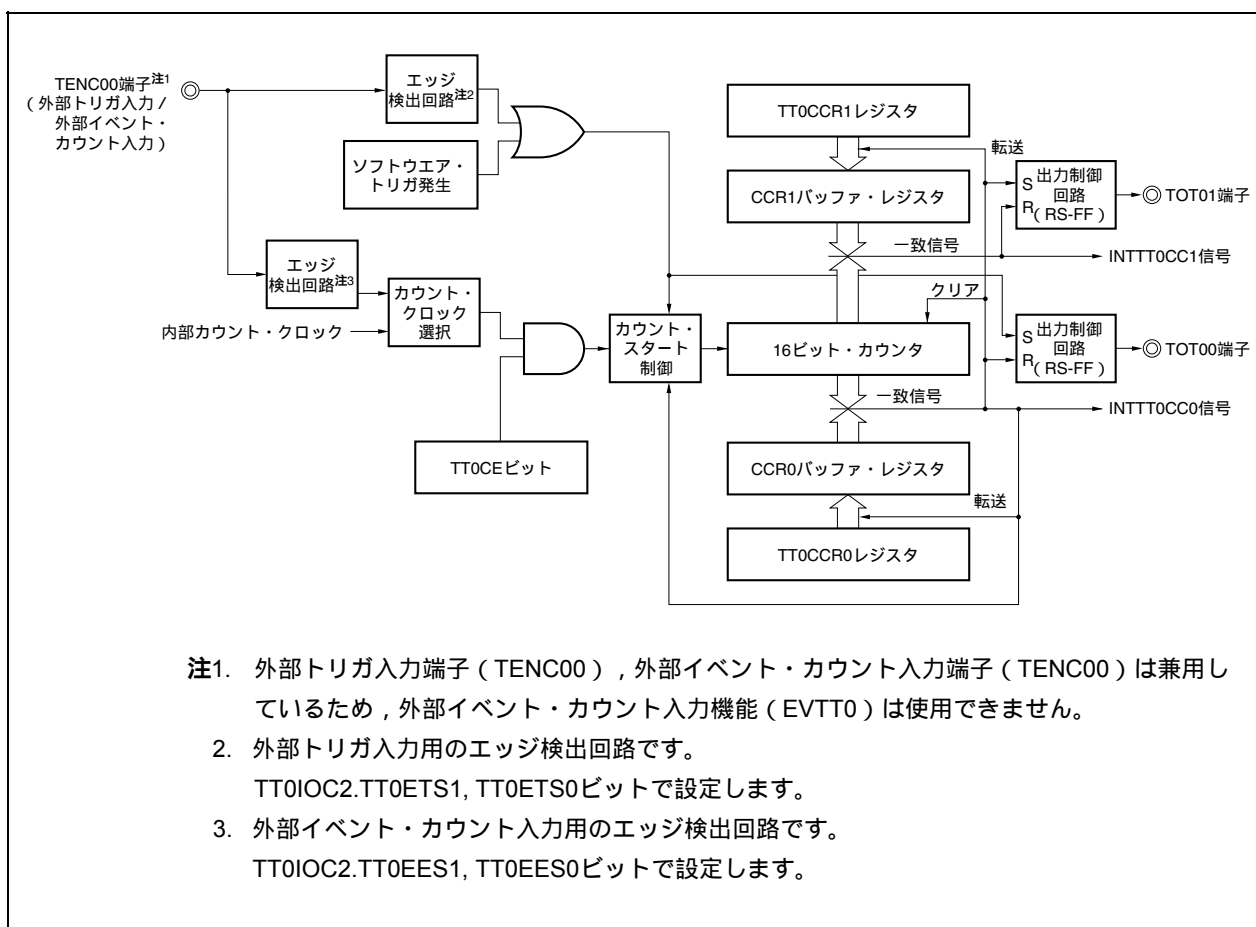 TENC00端子注1
（外部トリガ入力／
外部イベント・
カウント入力）
エッジ
検出回路注2
ソフトウエア・
トリガ発生
エッジ
検出回路注3
内部カウント・クロック
カウント・
クロック
選択
TT0CEビット
カウント・
スタート
制御
TT0CCR1レジスタ
転送
CCR1バッファ・レジスタ
一致信号
クリア
16ビット・カウンタ
一致信号
CCR0バッファ・レジスタ
転送
TT0CCR0レジスタ
S 出力制御
回路
R（RS-FF）
TOT01端子
INTTT0CC1信号
S 出力制御
回路
R（RS-FF）
TOT00端子
INTTT0CC0信号
注1. 外部トリガ入力端子（TENC00），外部イベント・カウント入力端子（TENC00）は兼用し
ているため，外部イベント・カウント入力機能（EVTT0）は使用できません。
2. 外部トリガ入力用のエッジ検出回路です。
TT0IOC2.TT0ETS1, TT0ETS0ビットで設定します。
3. 外部イベント・カウント入力用のエッジ検出回路です。
TT0IOC2.TT0EES1, TT0EES0ビットで設定します。